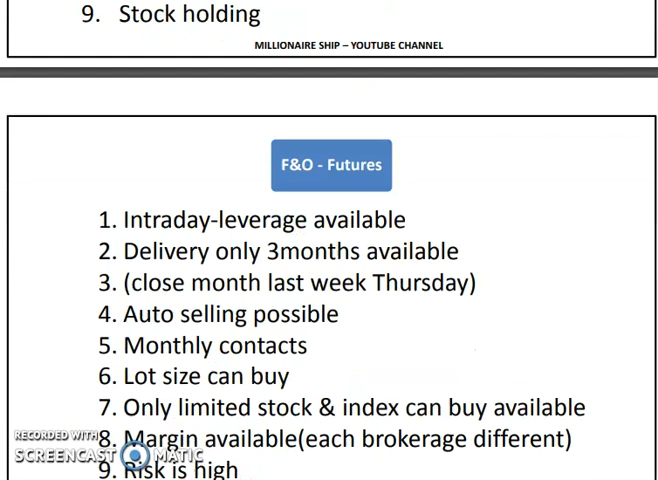 9. Stock holding
MILLIONAIRE SHIP – YOUTUBE CHANNEL
F&O - Futures
1. Intraday-leverage available
2. Delivery only 3months available
3. (close month last week Thursday)
4. Auto selling possible
5. Monthly contacts
6. Lot size can buy
7. Only limited stock & index can buy available
8. Margin available(each brokerage different)
9. Risk is high
RECORDED WITH
SCREENCAST MATIC